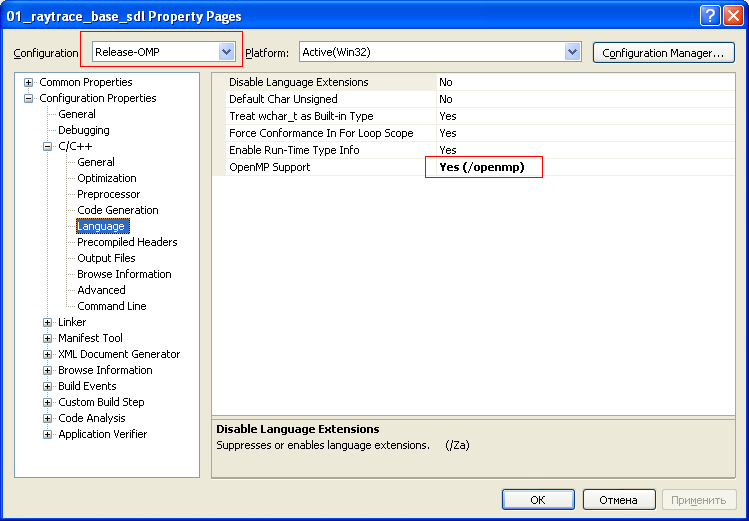 01_raytrace_base_sdl Property Pages
Configuration Release-OMP Platform: Active(Win32) Configuration Manager...
Common Properties
Configuration Properties
General
Debugging
C/C++
General
Optimization
Preprocessor
Code Generation
Language
Precompiled Headers
Output Files
Browse Information
Advanced
Command Line
Linker
Manifest Tool
XML Document Generator
Browse Information
Build Events
Custom Build Step
Code Analysis
Application Verifier
Disable Language Extensions No
Default Char Unsigned No
Treat wchar_t as Built-in Type Yes
Force Conformance In For Loop Scope Yes
Enable Run-Time Type Info Yes
OpenMP Support Yes (/openmp)
Disable Language Extensions
Suppresses or enables language extensions. (/Za)
OK Отмена Применить